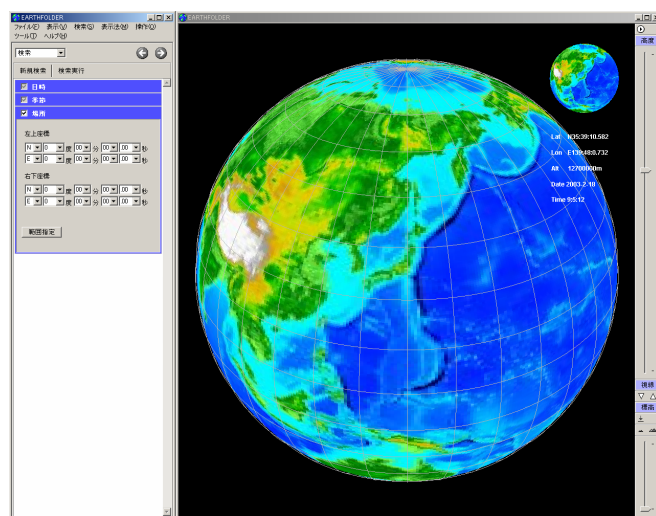 EARTHFOLDER
ファイル(F) 表示(V) 検索(S) 表示法(M) 操作(O)
ツール(T) ヘルプ(H)
検索
新規検索 検索実行
日時
季節
場所
左上座標
N 0 度 00 分 00 . 00 秒
E 0 度 00 分 00 . 00 秒
右下座標
N 0 度 00 分 00 . 00 秒
E 0 度 00 分 00 . 00 秒
範囲指定
EARTHFOLDER
Lat N35:39:10.582
Lon E139:48:0.732
Alt 12700000m
Date 2003-2-10
Time 9:5:12
高度
視線
標高